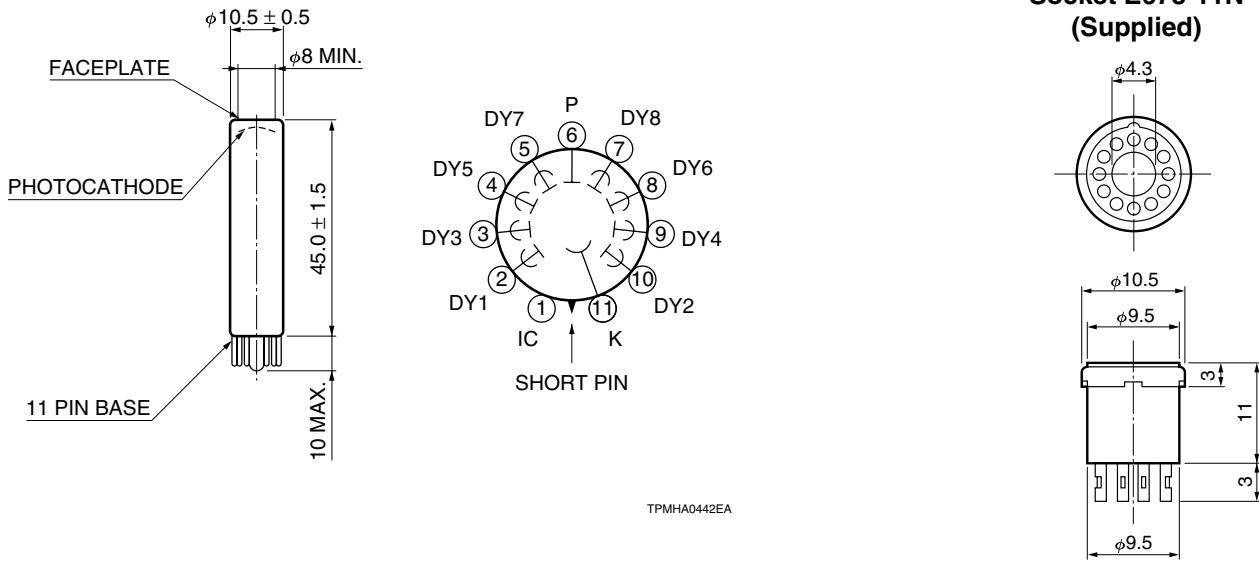 φ10.5 ± 0.5
φ8 MIN.
FACEPLATE
PHOTOCATHODE
45.0 ± 1.5
11 PIN BASE
10 MAX.
P
DY7
DY8
6
5
7
DY5
DY6
4
8
DY3
3
9
DY4
2
10
DY1
DY2
1
11
IC
K
SHORT PIN
TPMHA0442EA
(Supplied)
φ4.3
φ10.5
φ9.5
3
11
3
φ9.5